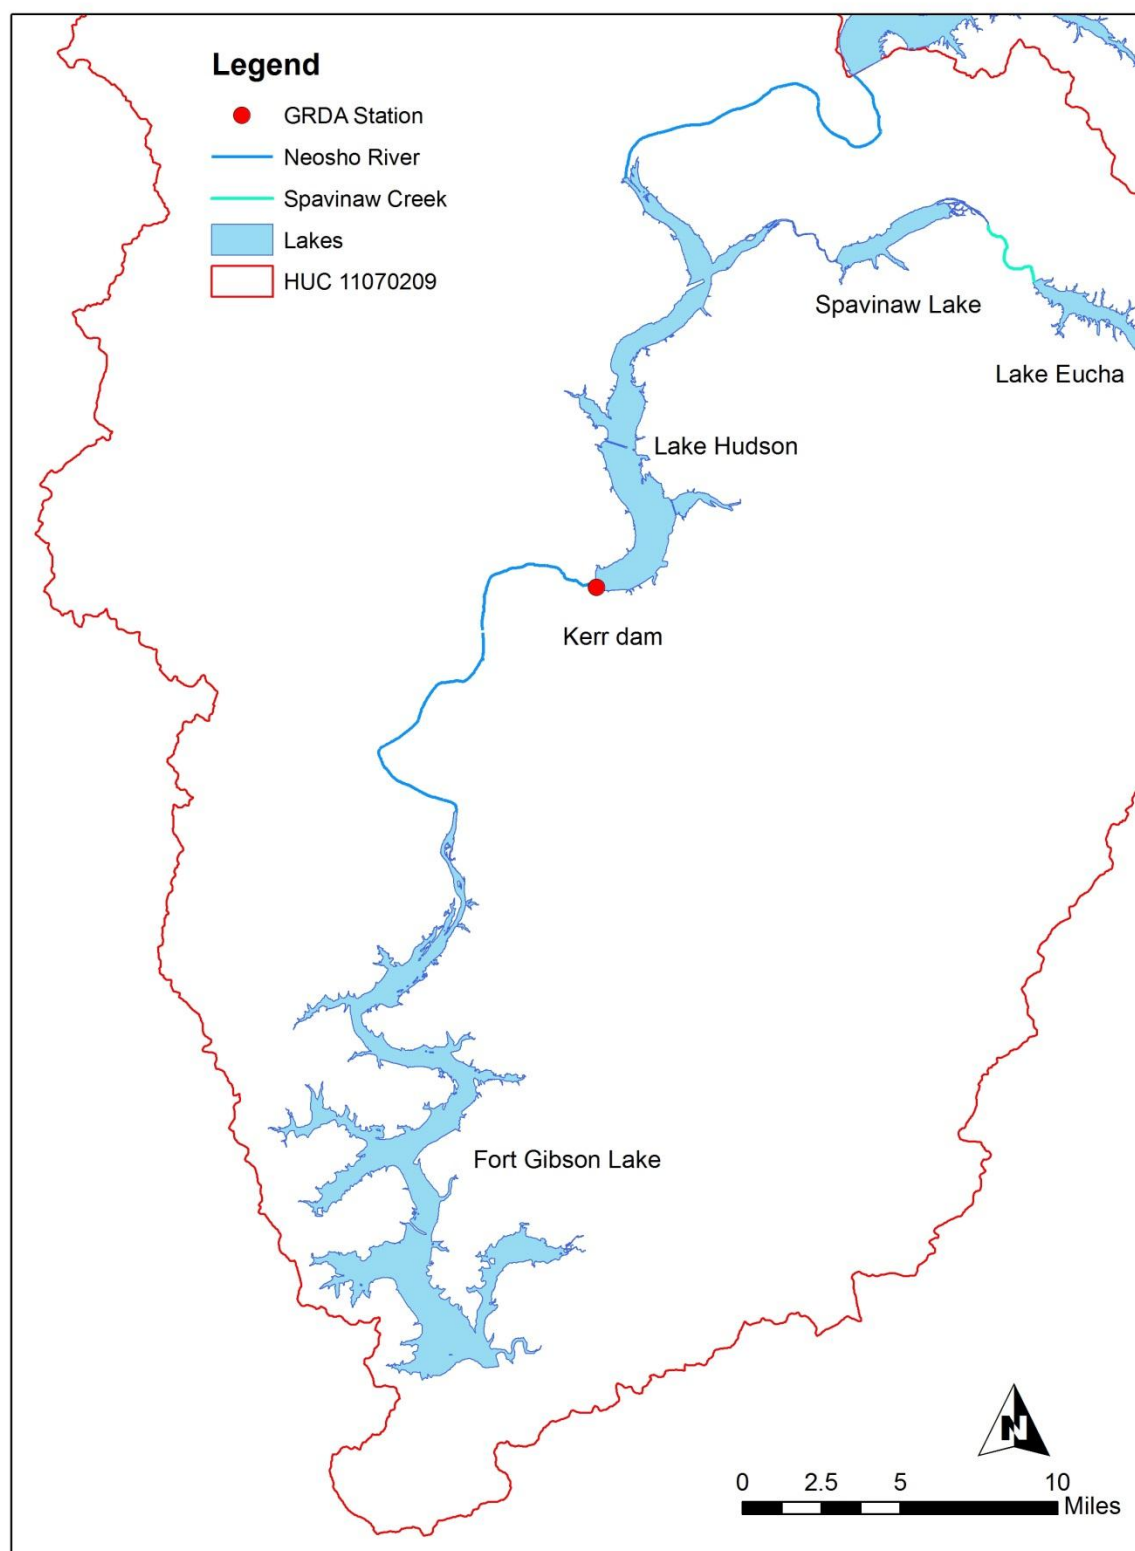 Legend
GRDA Station
Neosho River
Spavinaw Creek
Lakes
HUC 11070209
Spavinaw Lake
Lake Eucha
Lake Hudson
Kerr dam
Fort Gibson Lake
N
0 2.5 5 10
Miles